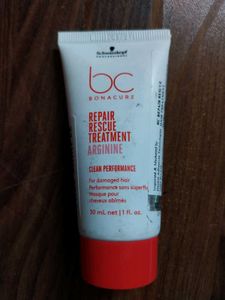 Schwarzkopf
PROFESSIONAL
bc
BONACURE
REPAIR
RESCUE
TREATMENT
ARGININE
CLEAN PERFORMANCE
For damaged hair
Performance sans superflu
Masque pour
cheveux abîmés
30 mL net | 1 fl. oz.